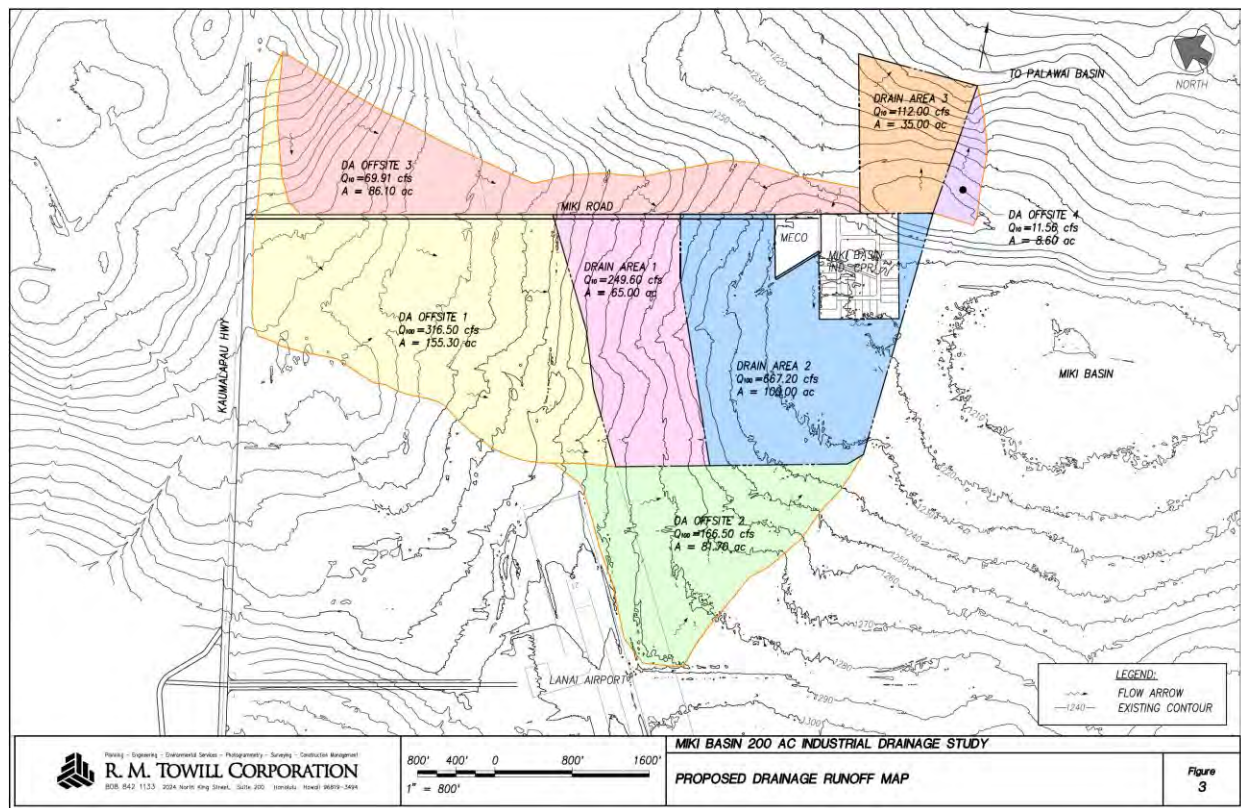 TO PALAWAI BASIN
NORTH
DRAIN AREA 3
Q10=112.00 cfs
A = 35.00 ac
1220
1230
1240
1250
DA OFFSITE 3
Q10=69.91 cfs
A = 86.10 ac
MIKI ROAD
DA OFFSITE 4
Q10=11.56 cfs
A = 8.60 ac
MECO
MIKI BASIN
IND. CPR
DRAIN AREA 1
Q10=249.60 cfs
A = 65.00 ac
DA OFFSITE 1
Q100=316.50 cfs
A = 155.30 ac
KAUMALAPAU HWY
DRAIN AREA 2
Q100=667.20 cfs
A = 100.00 ac
MIKI BASIN
1210
DA OFFSITE 2
Q100=166.50 cfs
A = 81.70 ac
1240
1250
1260
1270
1280
1290
1300
LANAI AIRPORT
LEGEND:
FLOW ARROW
1240 EXISTING CONTOUR
Planning - Engineering - Environmental Services - Photogrammetry - Surveying - Construction Management
R. M. TOWILL CORPORATION
808 842 1133 2024 North King Street, Suite 200 Honolulu Hawaii 96819-3494
800' 400' 0 800' 1600'
1" = 800'
MIKI BASIN 200 AC INDUSTRIAL DRAINAGE STUDY
PROPOSED DRAINAGE RUNOFF MAP
Figure
3